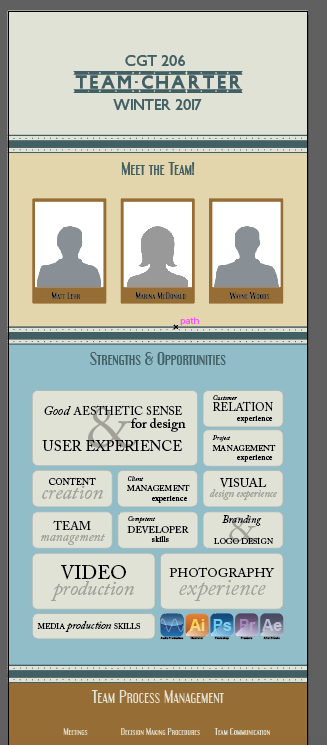 CGT 206
TEAM-CHARTER
WINTER 2017
Meet the Team!
Marina McDonald
Wayne Woods
path
Strengths & Opportunities
Good AESTHETIC SENSE
&
for design
USER EXPERIENCE
Customer
RELATION
experience
Project
MANAGEMENT
experience
CONTENT
creation
Client
MANAGEMENT
experience
VISUAL
design experience
TEAM
management
Competent
DEVELOPER
skills
Branding
&
LOGO DESIGN
VIDEO
production
PHOTOGRAPHY
experience
MEDIA production SKILLS
Ai
Ps
Pr
Ae
Team Process Management
Meetings
Decision Making Procedures
Team Communication